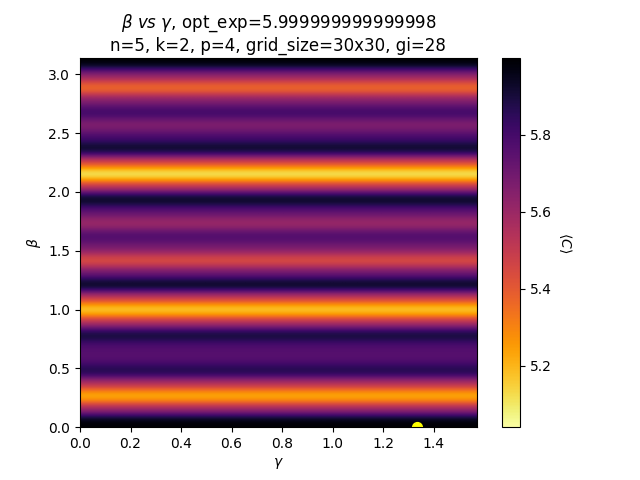 β vs γ, opt_exp=5.999999999999998
n=5, k=2, p=4, grid_size=30x30, gi=28
3.0
2.5
2.0
1.5
1.0
0.5
0.0
β
0.0 0.2 0.4 0.6 0.8 1.0 1.2 1.4
γ
5.8
5.6
5.4
5.2
⟨C⟩